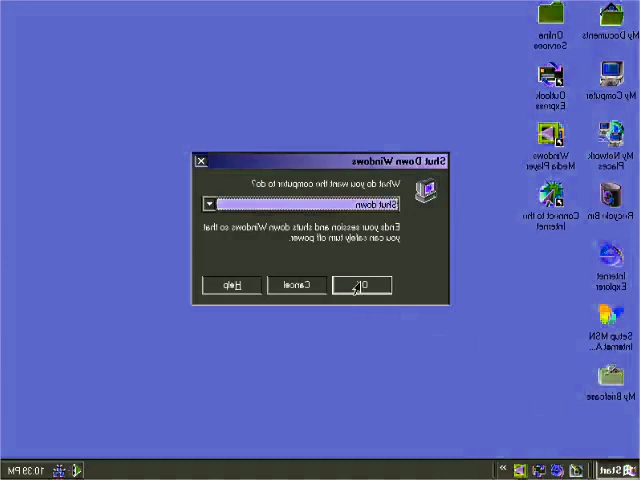 My Documents
Online
Services
My Computer
Outlook
Express
My Network
Places
Windows
Media Player
Recycle Bin
Connect to the
Internet
Internet
Explorer
Setup MSN
Internet A...
My Briefcase
Shut Down Windows
What do you want the computer to do?
Shut down
Ends your session and shuts down Windows so that
you can safely turn off power.
OK
Cancel
Help
Start
»
10:39 PM